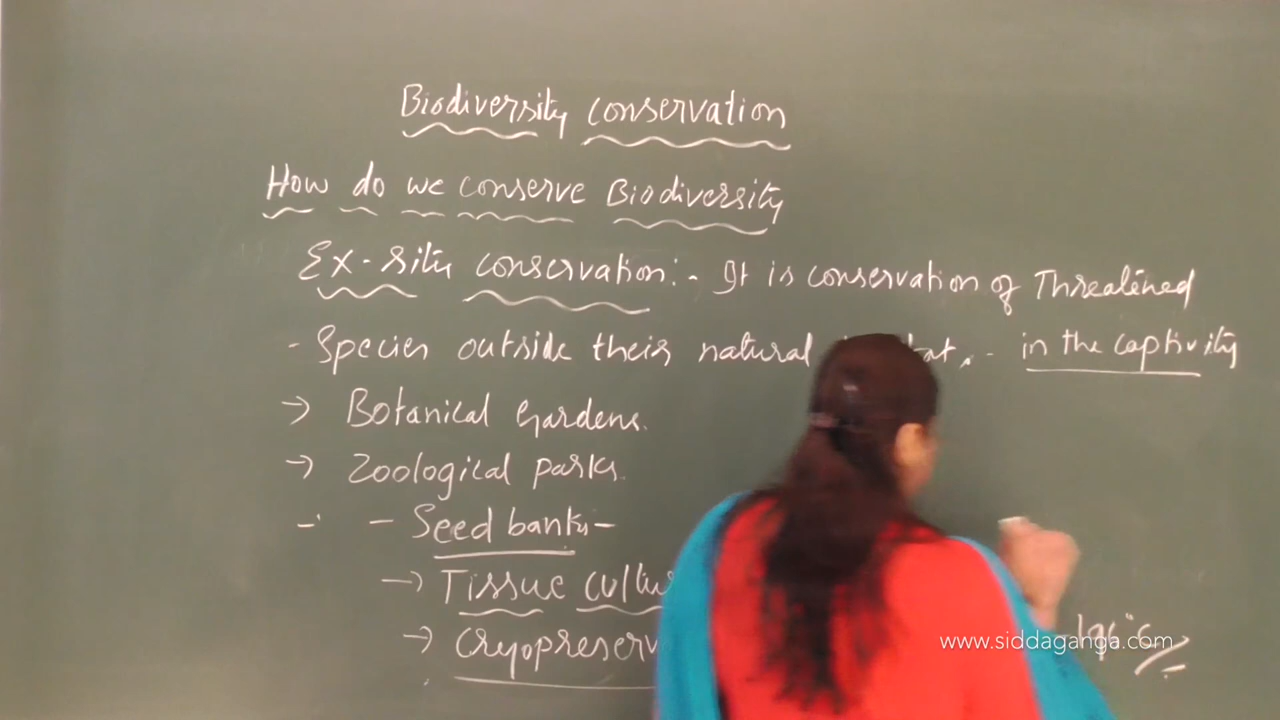 Biodiversity conservation
How do we conserve Biodiversity
Ex-situ conservation:- It is conservation of Threatened
- Species outside their natural - in the captivity
→ Botanical Gardens.
→ Zoological parks.
- - Seed banks -
→ Tissue cultu
→ Cryopreserv
www.siddaganga.com